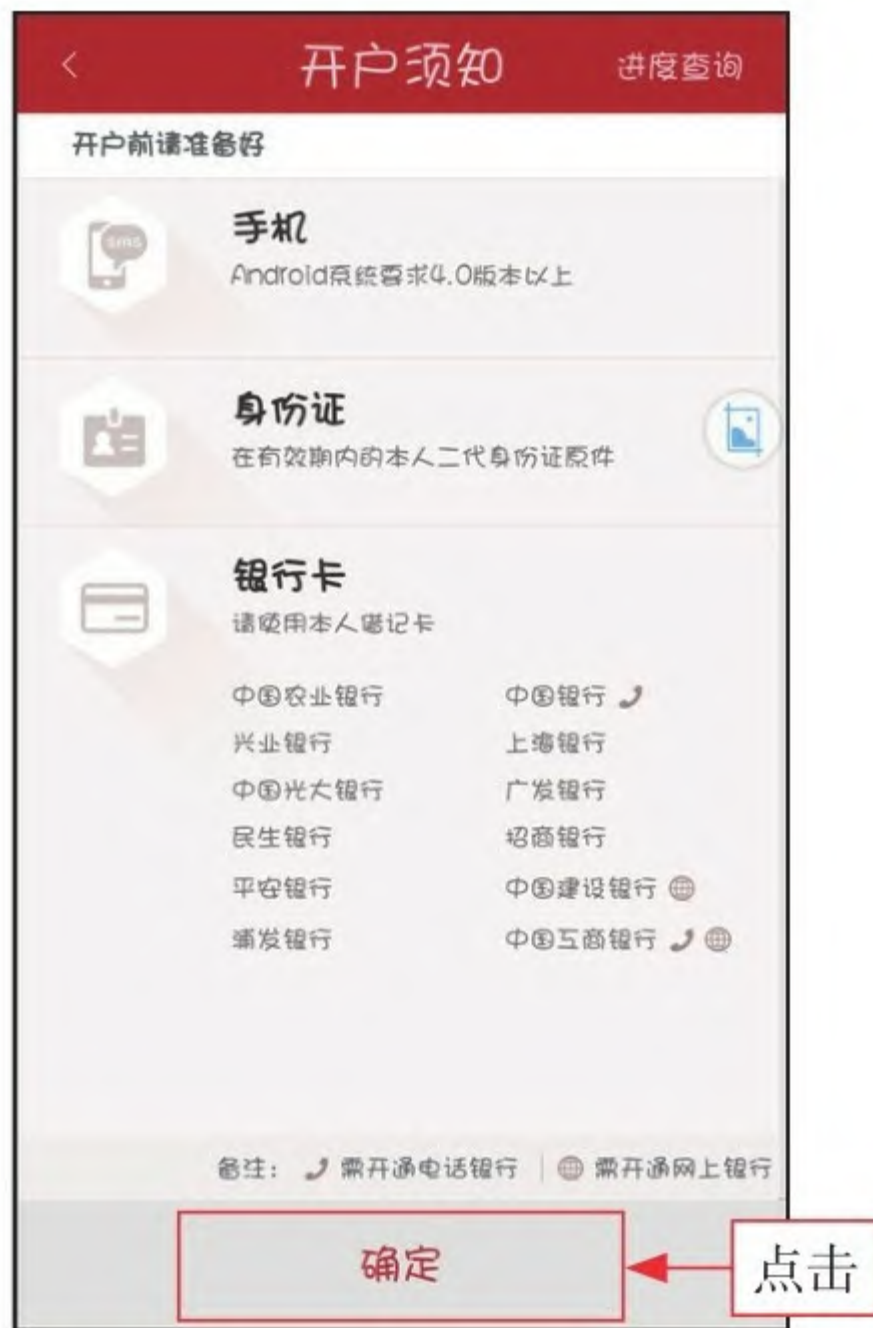 开户须知 进度查询
开户前请准备好
sms
手机
Android系统要求4.0版本以上
身份证
在有效期内的本人二代身份证原件
银行卡
请使用本人借记卡
中国农业银行 中国银行
兴业银行 上海银行
中国光大银行 广发银行
民生银行 招商银行
平安银行 中国建设银行
浦发银行 中国工商银行
备注： 需开通电话银行 需开通网上银行
确定
点击